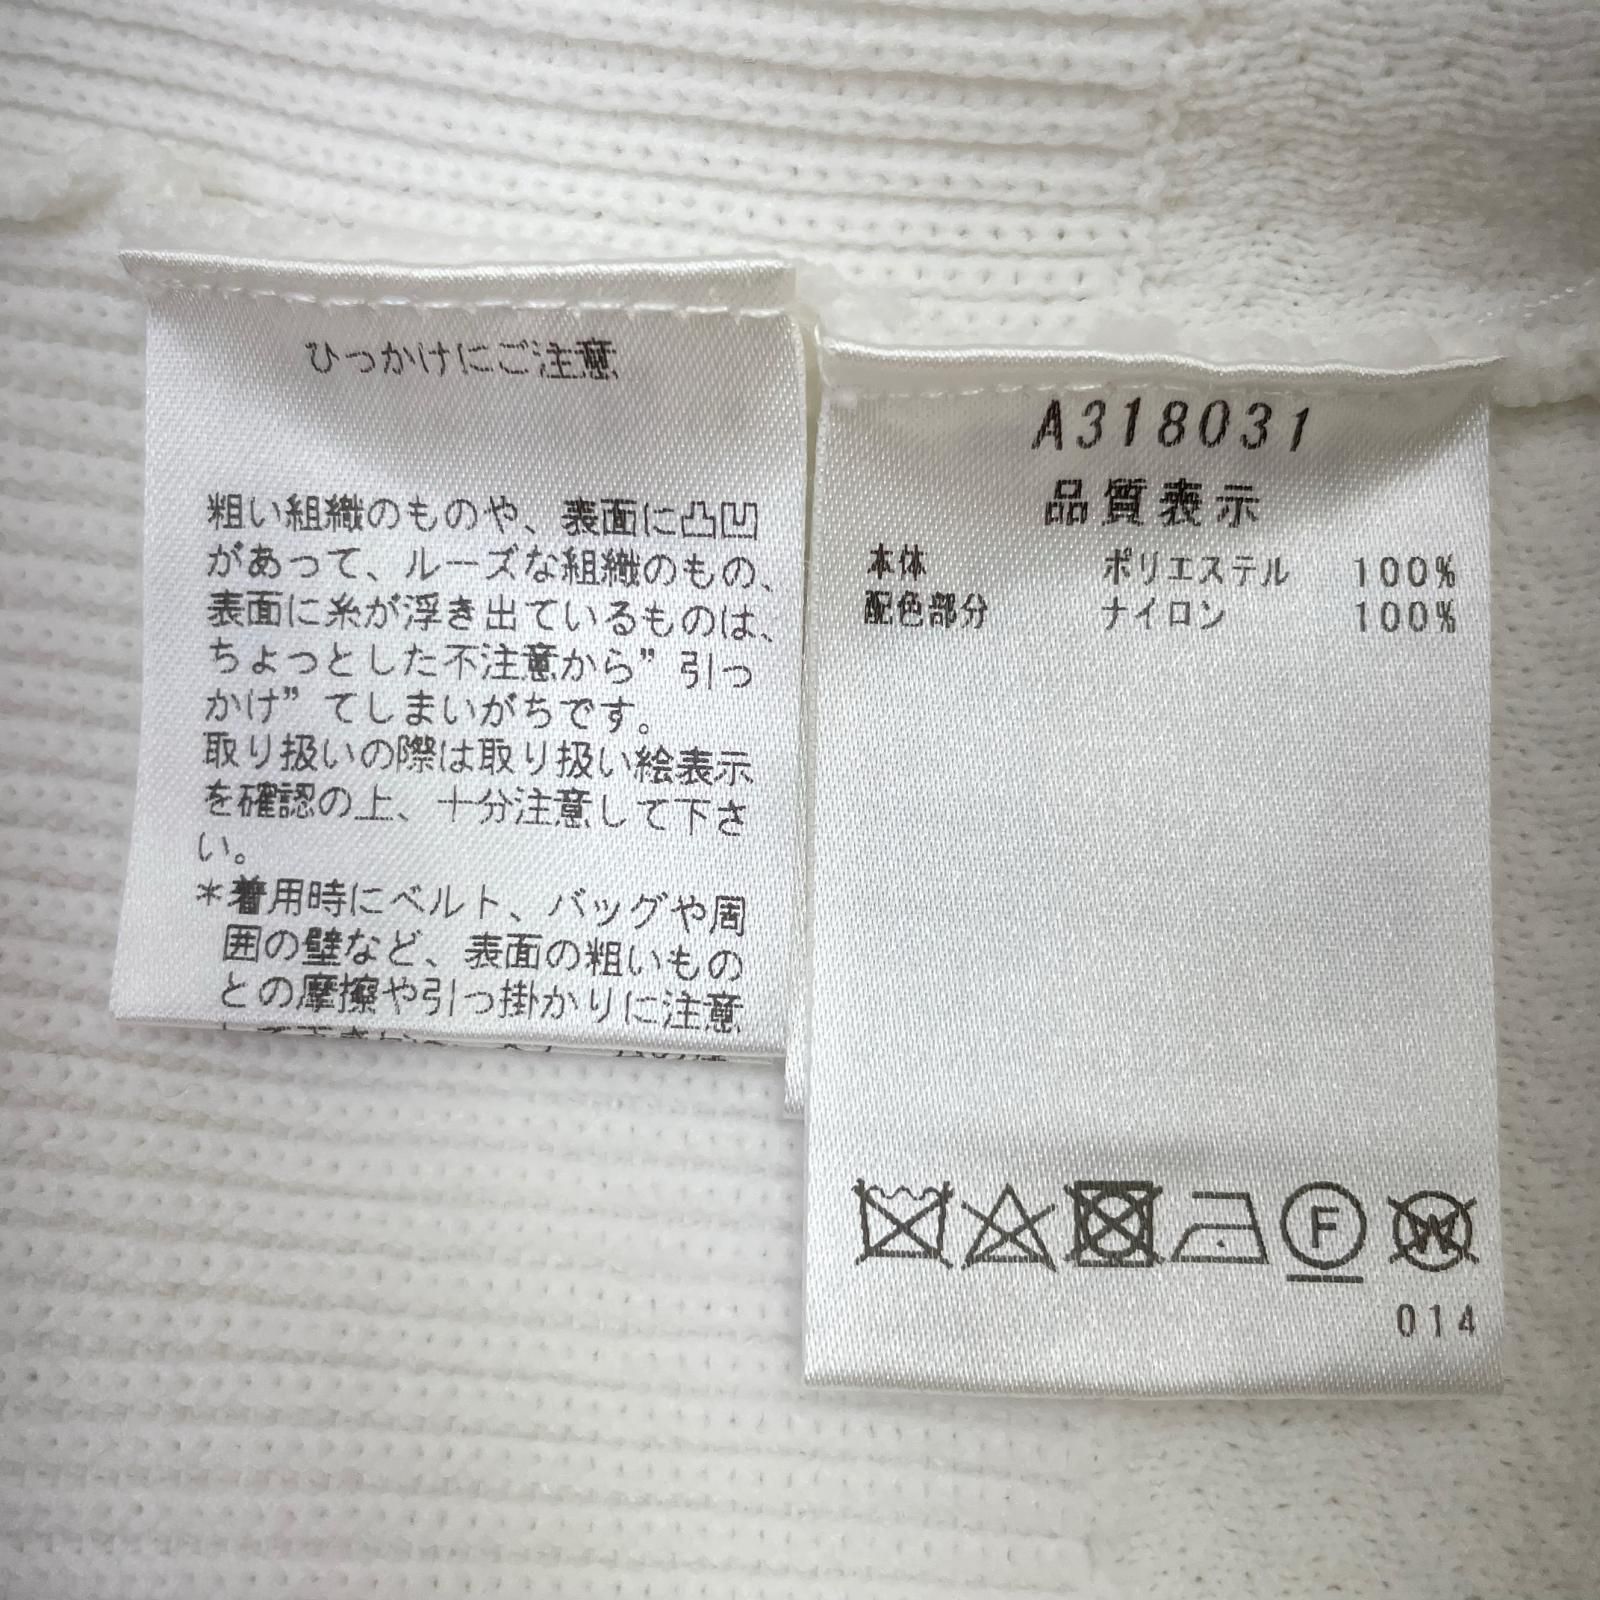 ひっかけにご注意
粗い組織のものや、表面に凸凹
があって、ルーズな組織のもの、
表面に糸が浮き出ているものは、
ちょっとした不注意から”引っ
かけ”てしまいがちです。
取り扱いの際は取り扱い絵表示
を確認の上、十分注意して下さ
い。
*着用時にベルト、バッグや周
囲の壁など、表面の粗いもの
との摩擦や引っ掛かりに注意
A318031
品質表示
本体 ポリエステル 100%
配色部分 ナイロン 100%
F W
014